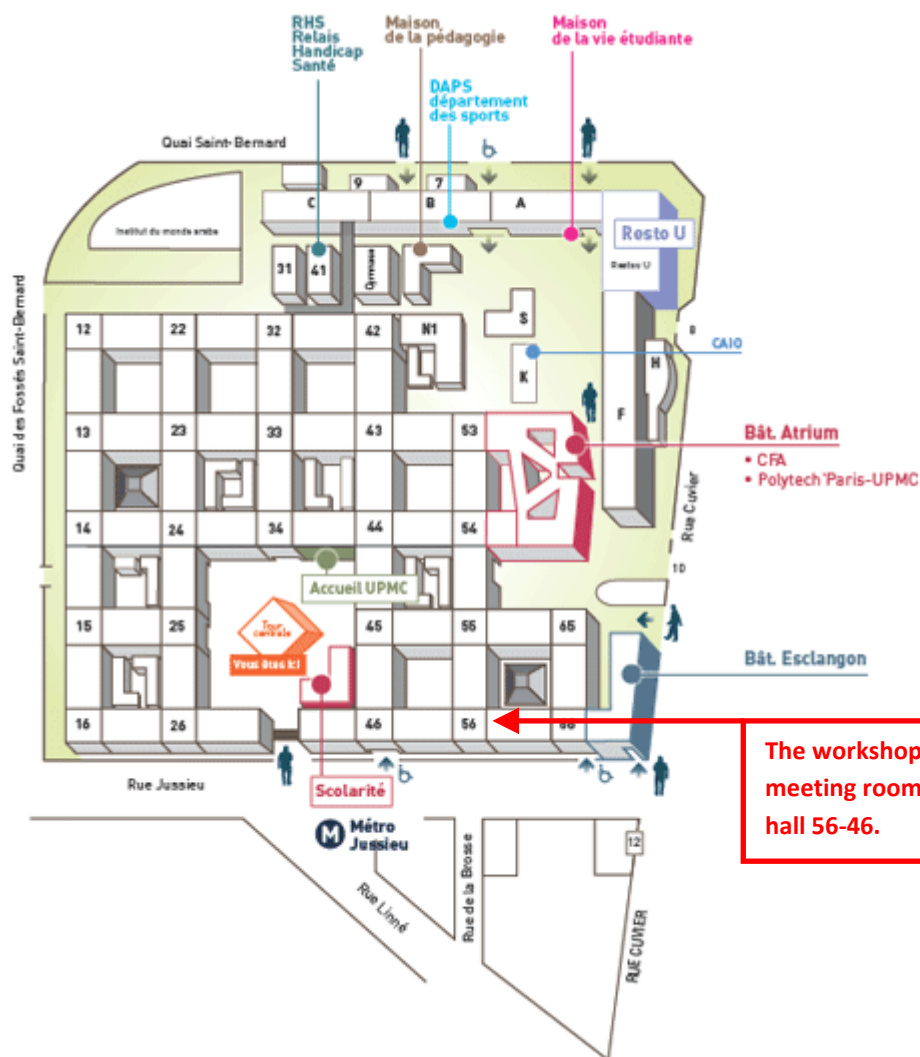 RHS
Relais
Handicap
Santé
Maison
de la pédagogie
Maison
de la vie étudiante
DAPS
département
des sports
Quai Saint-Bernard
9
7
C
B
A
Institut du monde arabe
Resto U
Restau U
31
41
Gymnase
12
22
32
42
N1
S
K
CAIO
8
H
F
Quai des Fossés Saint-Bernard
13
23
33
43
53
Bât. Atrium
• CFA
• Polytech'Paris-UPMC
Rue Cuvier
14
24
34
44
54
10
Accueil UPMC
15
25
Tour
centrale
Vous êtes ici
45
55
65
Bât. Esclangon
16
26
46
56
66
The workshop
meeting room
hall 56-46.
Rue Jussieu
Scolarité
M Métro
Jussieu
12
Rue Linné
Rue de la Brosse
RUE CUVIER